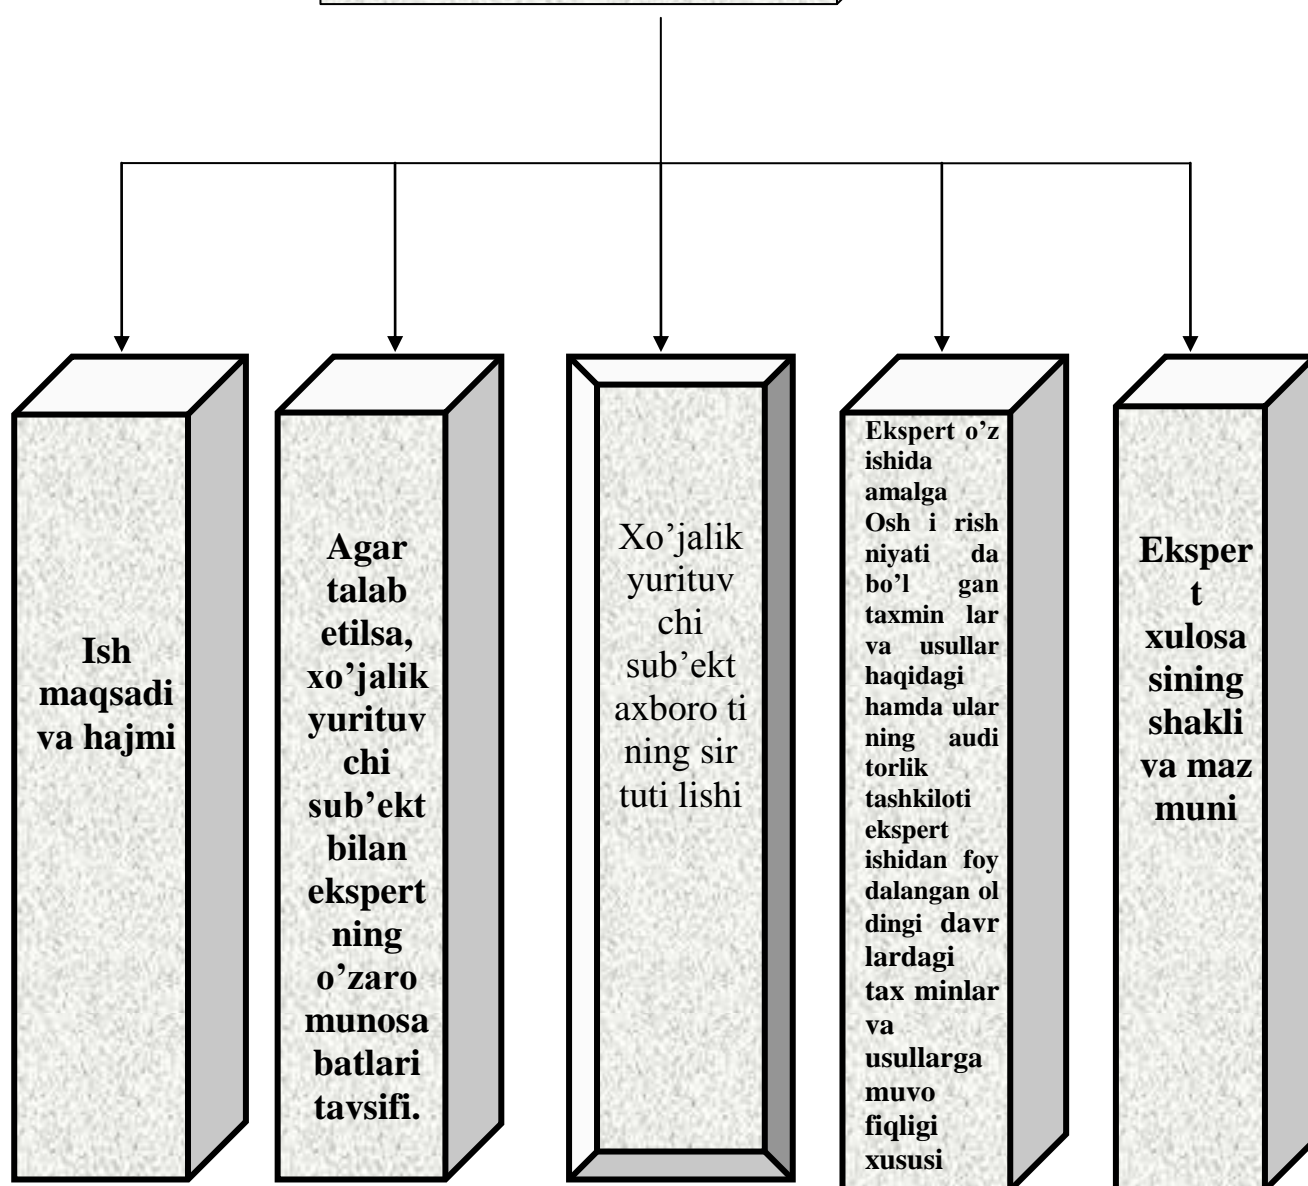 Ish
maqsadi
va hajmi
Agar
talab
etilsa,
xo’jalik
yurituv
chi
sub’ekt
bilan
ekspert
ning
o’zaro
munosa
batlari
tavsifi.
Xo’jalik
yurituv
chi
sub’ekt
axboro ti
ning sir
tuti lishi
Ekspert o’z
ishida
amalga
Osh i rish
niyati da
bo’l gan
taxmin lar
va usullar
haqidagi
hamda ular
ning audi
torlik
tashkiloti
ekspert
ishidan foy
dalangan ol
dingi davr
lardagi
tax minlar
va
usullarga
muvo
fiqligi
xususi
Eksper
t
xulosa
sining
shakli
va maz
muni